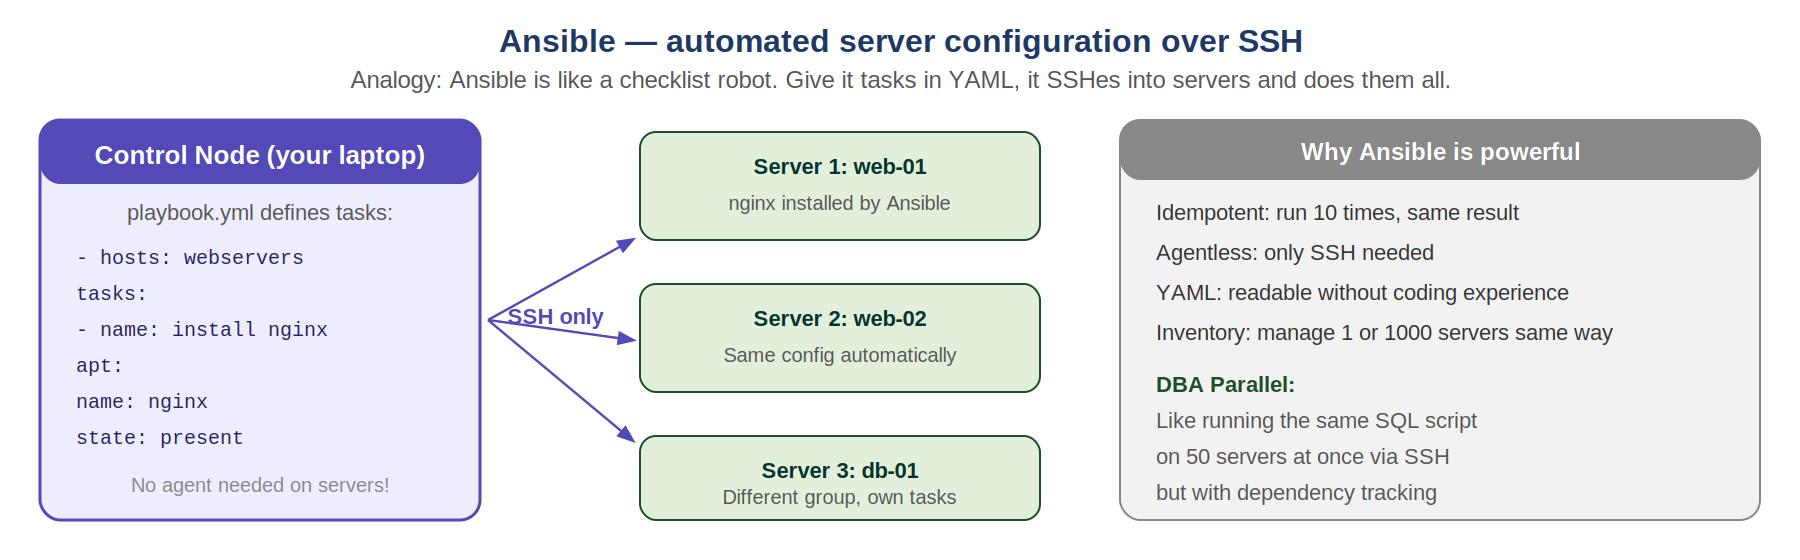 Ansible — automated server configuration over SSH
Analogy: Ansible is like a checklist robot. Give it tasks in YAML, it SSHes into servers and does them all.
Control Node (your laptop)
playbook.yml defines tasks:
- hosts: webservers
tasks:
- name: install nginx
apt:
name: nginx
state: present
No agent needed on servers!
SSH only
Server 1: web-01
nginx installed by Ansible
Server 2: web-02
Same config automatically
Server 3: db-01
Different group, own tasks
Why Ansible is powerful
Idempotent: run 10 times, same result
Agentless: only SSH needed
YAML: readable without coding experience
Inventory: manage 1 or 1000 servers same way
DBA Parallel:
Like running the same SQL script
on 50 servers at once via SSH
but with dependency tracking